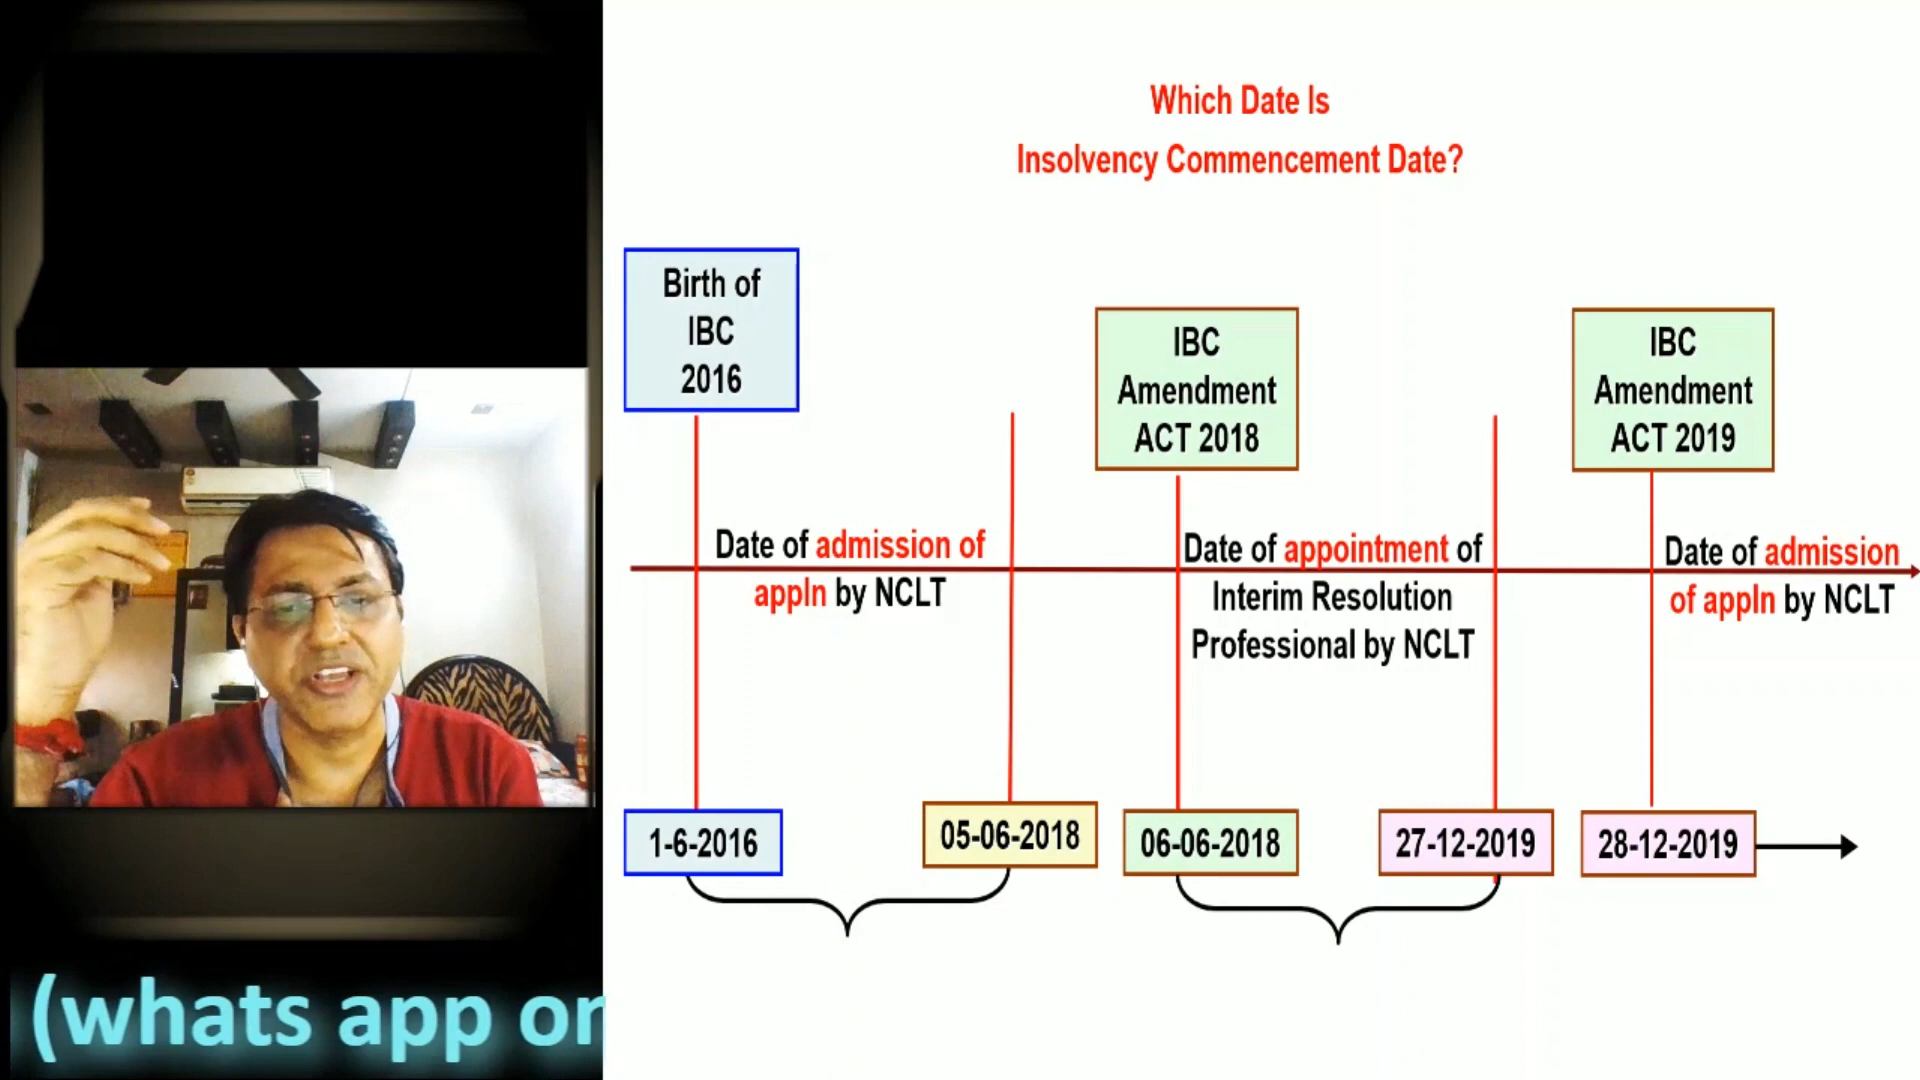 Which Date Is
Insolvency Commencement Date?
Birth of
IBC
2016
IBC
Amendment
ACT 2018
IBC
Amendment
ACT 2019
Date of admission of
appln by NCLT
Date of appointment of
Interim Resolution
Professional by NCLT
Date of admission
of appln by NCLT
1-6-2016
05-06-2018
06-06-2018
27-12-2019
28-12-2019
(whats app or